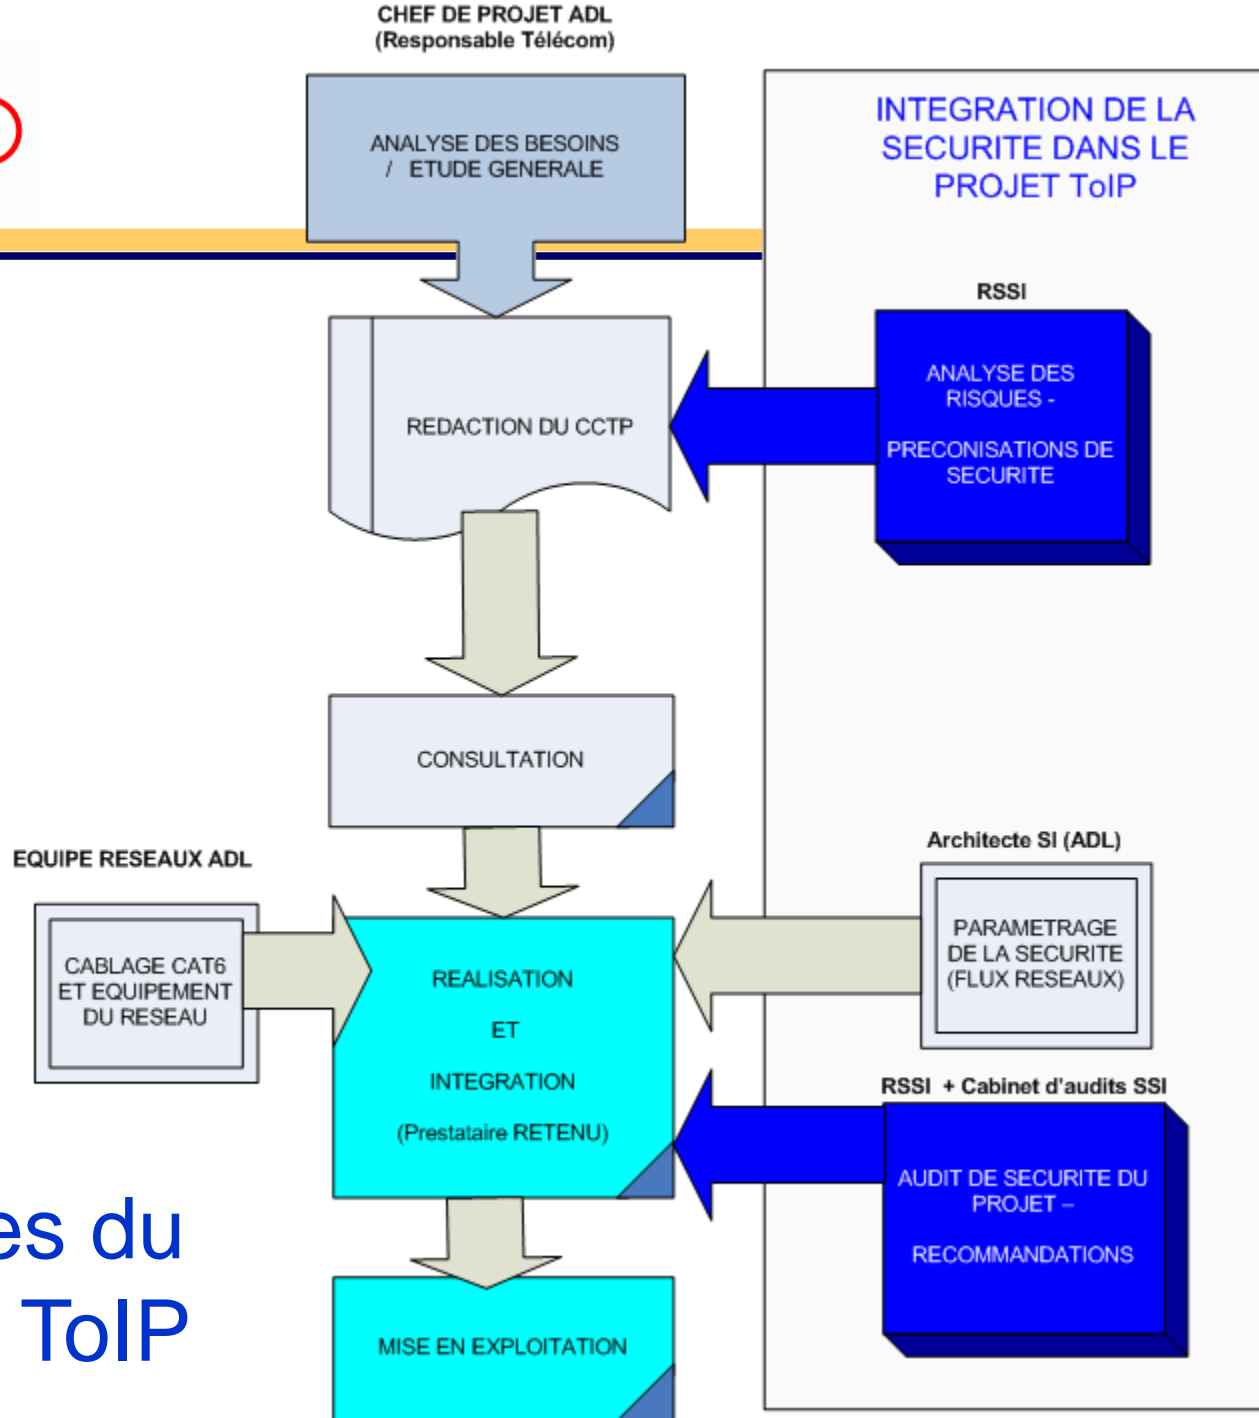 CHEF DE PROJET ADL
(Responsable Télécom)
ANALYSE DES BESOINS
/ ETUDE GENERALE
INTEGRATION DE LA
SECURITE DANS LE
PROJET ToIP
RSSI
ANALYSE DES
RISQUES -
PRECONISATIONS DE
SECURITE
REDACTION DU CCTP
CONSULTATION
EQUIPE RESEAUX ADL
CABLAGE CAT6
ET EQUIPEMENT
DU RESEAU
Architecte SI (ADL)
PARAMETRAGE
DE LA SECURITE
(FLUX RESEAUX)
REALISATION
ET
INTEGRATION
(Prestataire RETENU)
RSSI + Cabinet d'audits SSI
AUDIT DE SECURITE DU
PROJET –
RECOMMANDATIONS
es du
ToIP
MISE EN EXPLOITATION